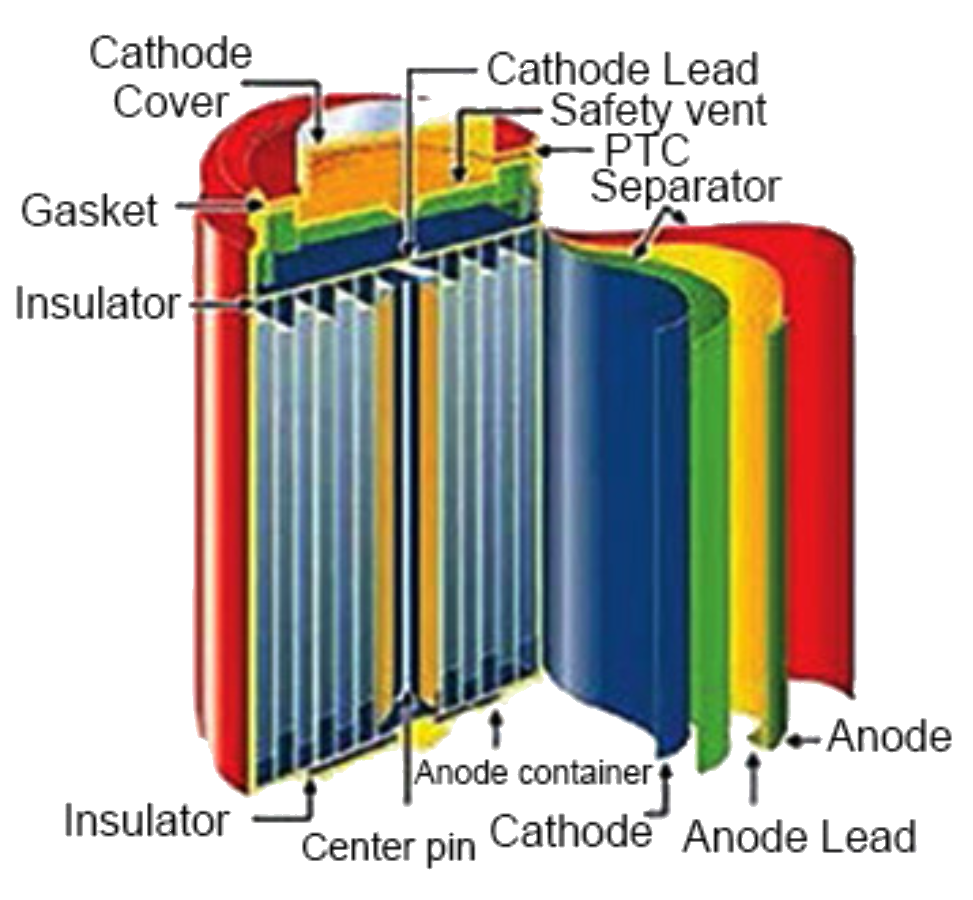 Cathode
Cover
Cathode Lead
Safety vent
PTC
Separator
Gasket
Insulator
Anode
Anode container
Insulator
Center pin
Cathode
Anode Lead